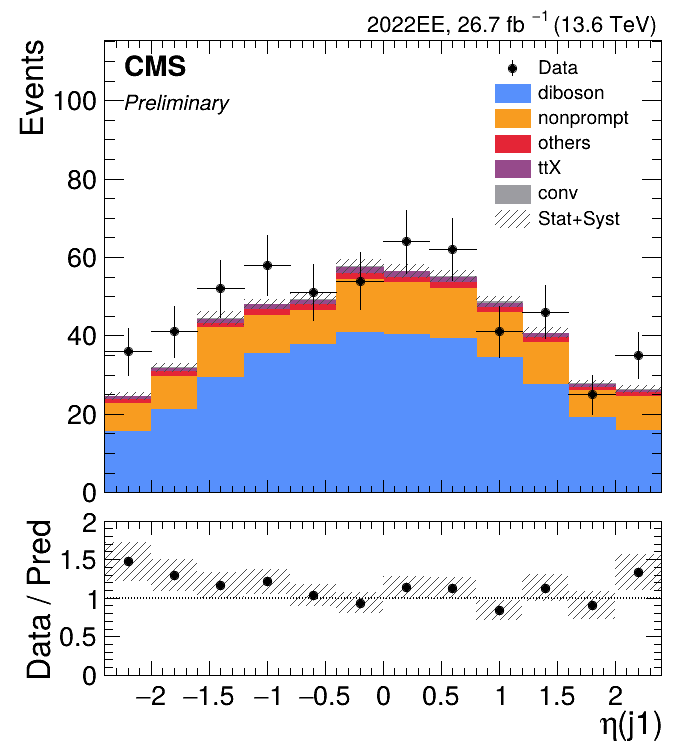 2022EE, 26.7 fb⁻¹ (13.6 TeV)
CMS
Preliminary
Data
diboson
nonprompt
others
ttX
conv
Stat+Syst
Events
100
80
60
40
20
0
Data / Pred
2
1.5
1
0.5
0
−2 −1.5 −1 −0.5 0 0.5 1 1.5 2
η(j1)